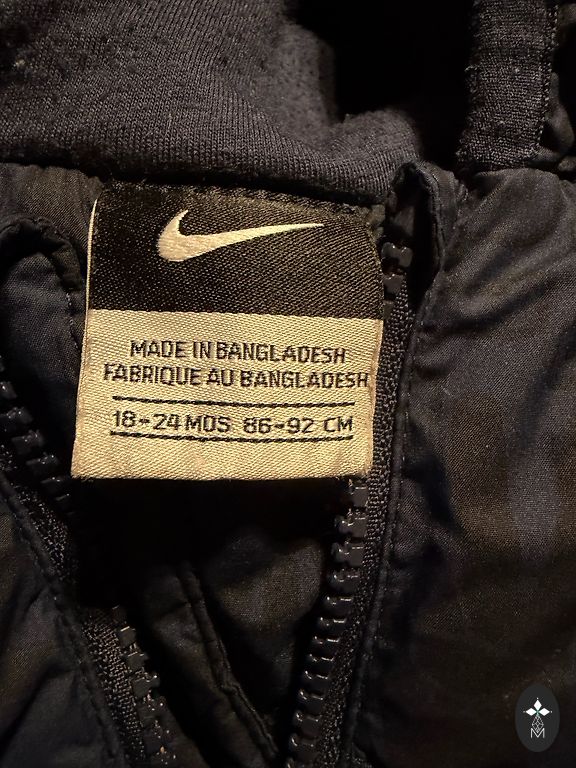 MADE IN BANGLADESH
FABRIQUE AU BANGLADESH
18-24 MOS 86-92 CM